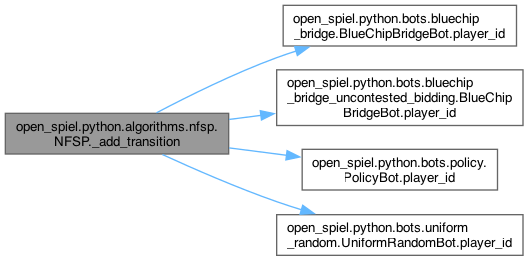 open_spiel.python.bots.bluechip
_bridge.BlueChipBridgeBot.player_id
open_spiel.python.bots.bluechip
_bridge_uncontested_bidding.BlueChip
BridgeBot.player_id
open_spiel.python.algorithms.nfsp.
NFSP._add_transition
open_spiel.python.bots.policy.
PolicyBot.player_id
open_spiel.python.bots.uniform
_random.UniformRandomBot.player_id